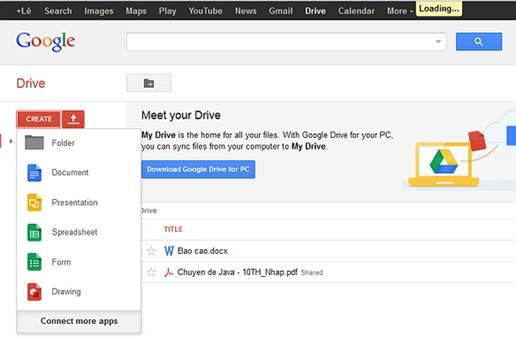 +Lê Search Images Maps Play YouTube News Gmail Drive Calendar More Loading...
Google
Drive
CREATE
Folder
Document
Presentation
Spreadsheet
Form
Drawing
Connect more apps
Meet your Drive
My Drive is the home for all your files. With Google Drive for your PC,
you can sync files from your computer to My Drive.
Download Google Drive for PC
Drive
TITLE
Bao cao.docx
Chuyen de Java - 10TH_Nhap.pdf Shared